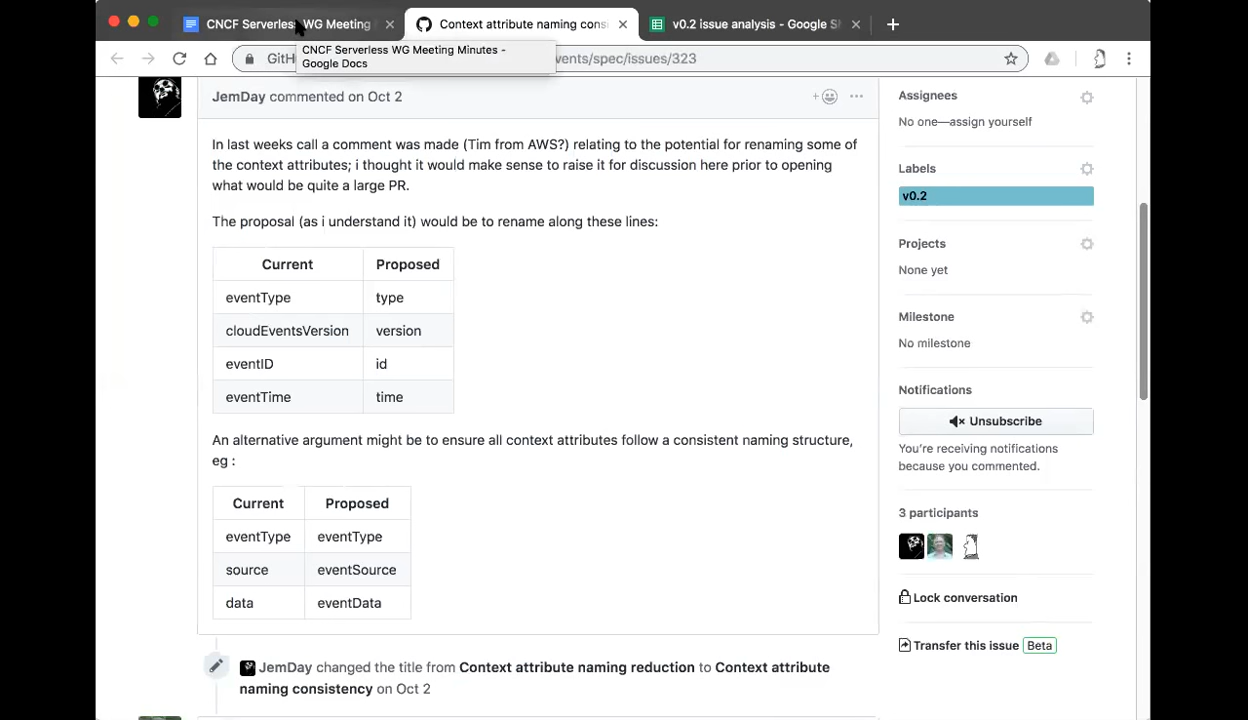 CNCF Serverless WG Meeting
Context attribute naming cons
v0.2 issue analysis - Google Sh
CNCF Serverless WG Meeting Minutes -
Google Docs
GitH
vents/spec/issues/323
JemDay commented on Oct 2
In last weeks call a comment was made (Tim from AWS?) relating to the potential for renaming some of
the context attributes; i thought it would make sense to raise it for discussion here prior to opening
what would be quite a large PR.
The proposal (as i understand it) would be to rename along these lines:
Current Proposed
eventType type
cloudEventsVersion version
eventID id
eventTime time
An alternative argument might be to ensure all context attributes follow a consistent naming structure,
eg :
Current Proposed
eventType eventType
source eventSource
data eventData
JemDay changed the title from Context attribute naming reduction to Context attribute
naming consistency on Oct 2
Assignees
No one—assign yourself
Labels
v0.2
Projects
None yet
Milestone
No milestone
Notifications
Unsubscribe
You're receiving notifications
because you commented.
3 participants
Lock conversation
Transfer this issue Beta